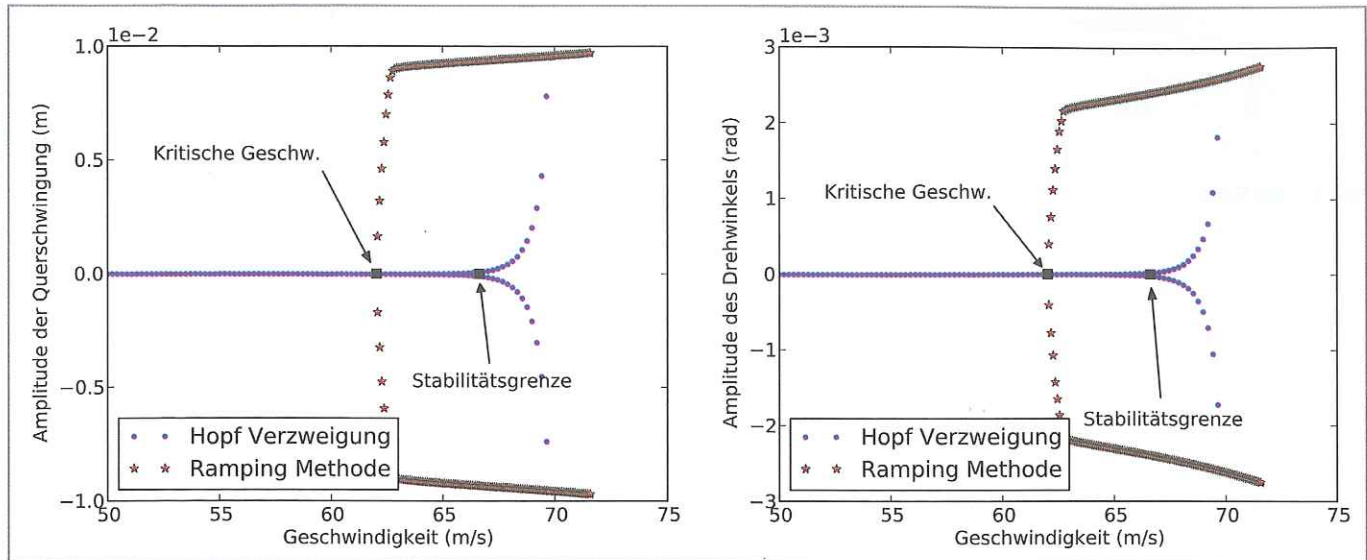 1e−2
1.0
0.5
0.0
−0.5
−1.0
Amplitude der Querschwingung (m)
Kritische Geschw.
Stabilitätsgrenze
Hopf Verzweigung
Ramping Methode
50 55 60 65 70 75
Geschwindigkeit (m/s)
1e−3
3
2
1
0
−1
−2
−3
Amplitude des Drehwinkels (rad)
Kritische Geschw.
Stabilitätsgrenze
Hopf Verzweigung
Ramping Methode
50 55 60 65 70 75
Geschwindigkeit (m/s)